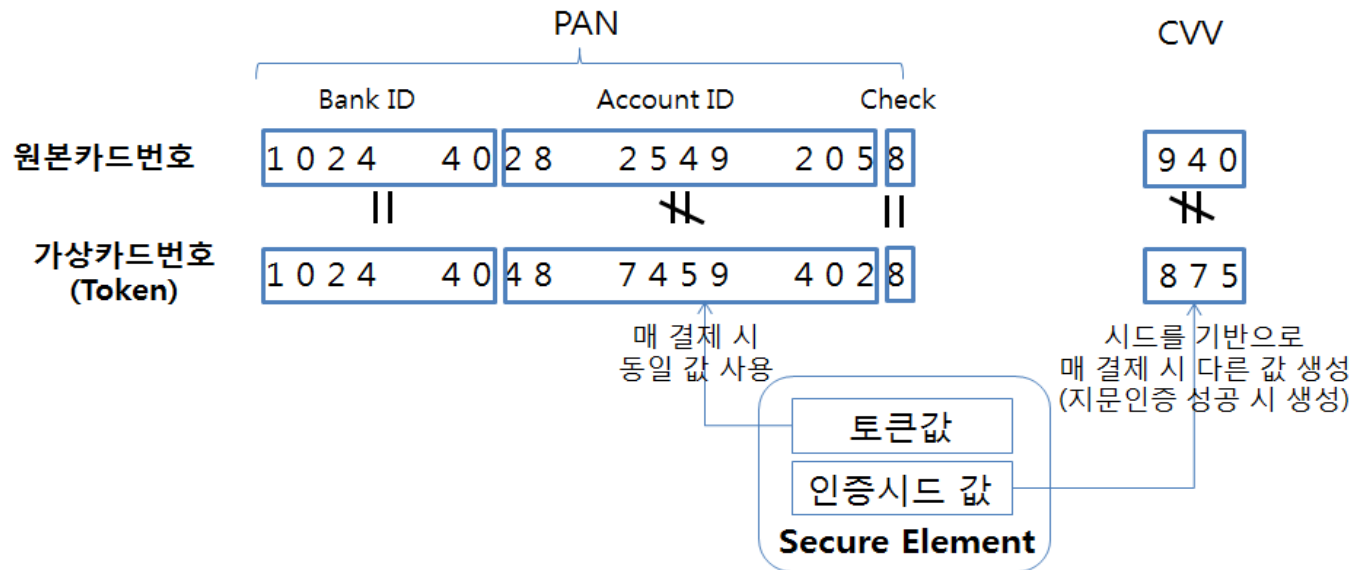 PAN
CVV
Bank ID Account ID Check
원본카드번호 1 0 2 4 4 0 2 8 2 5 4 9 2 0 5 8 9 4 0
가상카드번호
(Token)
1 0 2 4 4 0 4 8 7 4 5 9 4 0 2 8 8 7 5
매 결제 시
동일 값 사용
시드를 기반으로
매 결제 시 다른 값 생성
(지문인증 성공 시 생성)
토큰값
인증시드 값
Secure Element